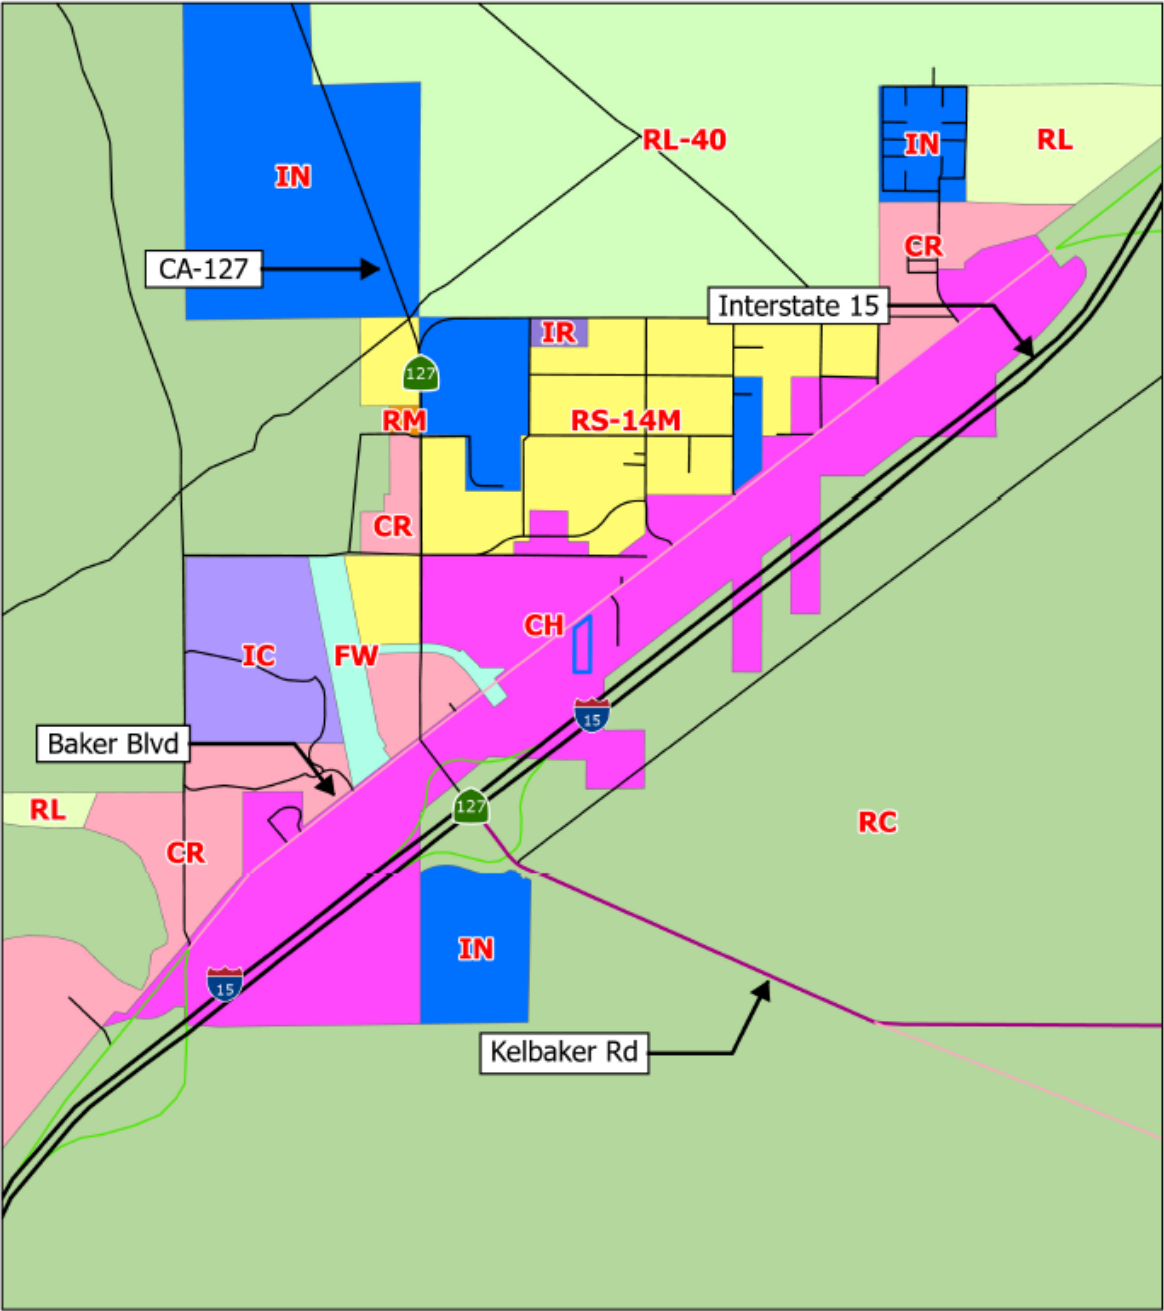 RL-40
IN
RL
IN
CR
CA-127
Interstate 15
IR
127
RM
RS-14M
CR
CH
IC
FW
15
Baker Blvd
127
RL
RC
CR
IN
15
Kelbaker Rd